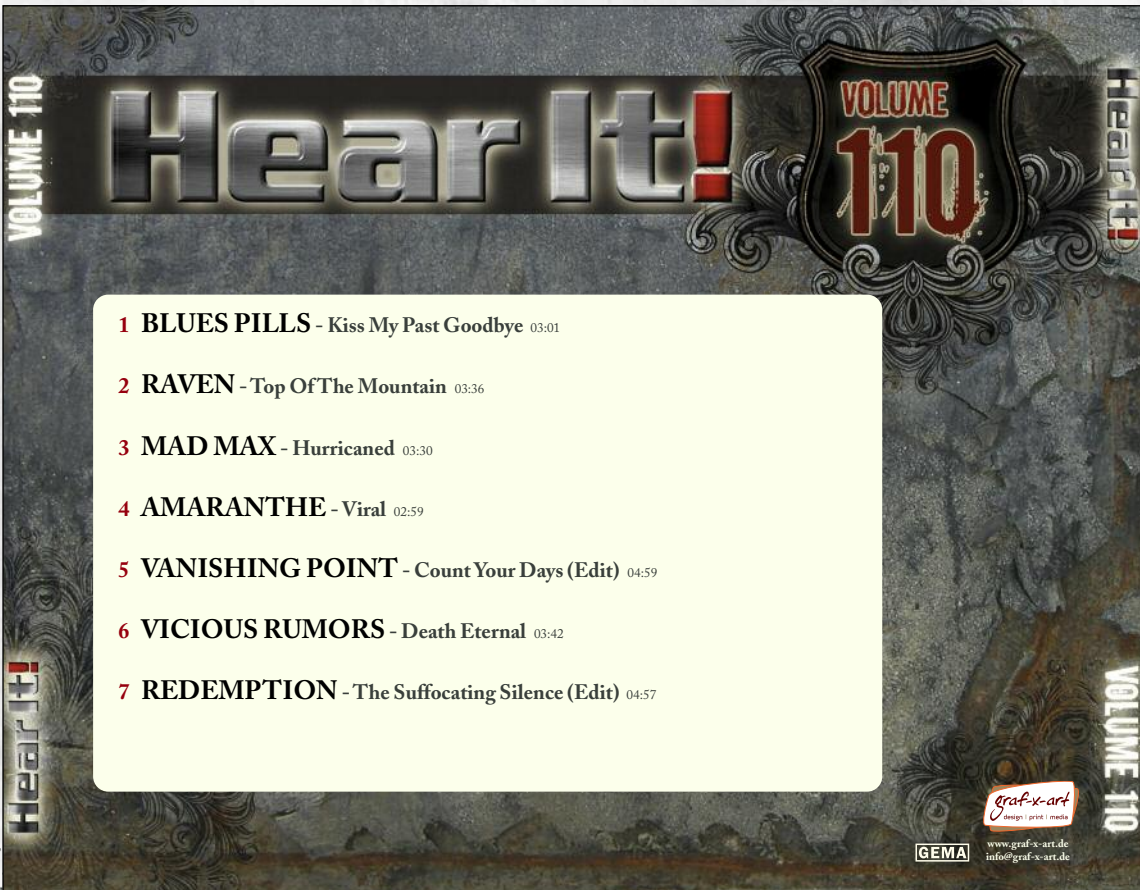 VOLUME 110
Hear It!
VOLUME
110
Hear It!
1 BLUES PILLS - Kiss My Past Goodbye 03:01
2 RAVEN - Top Of The Mountain 03:36
3 MAD MAX - Hurricaned 03:30
4 AMARANTHE - Viral 02:59
5 VANISHING POINT - Count Your Days (Edit) 04:59
6 VICIOUS RUMORS - Death Eternal 03:42
7 REDEMPTION - The Suffocating Silence (Edit) 04:57
Hear It!
VOLUME 110
graf-x-art
design | print | media
GEMA
www.graf-x-art.de
info@graf-x-art.de